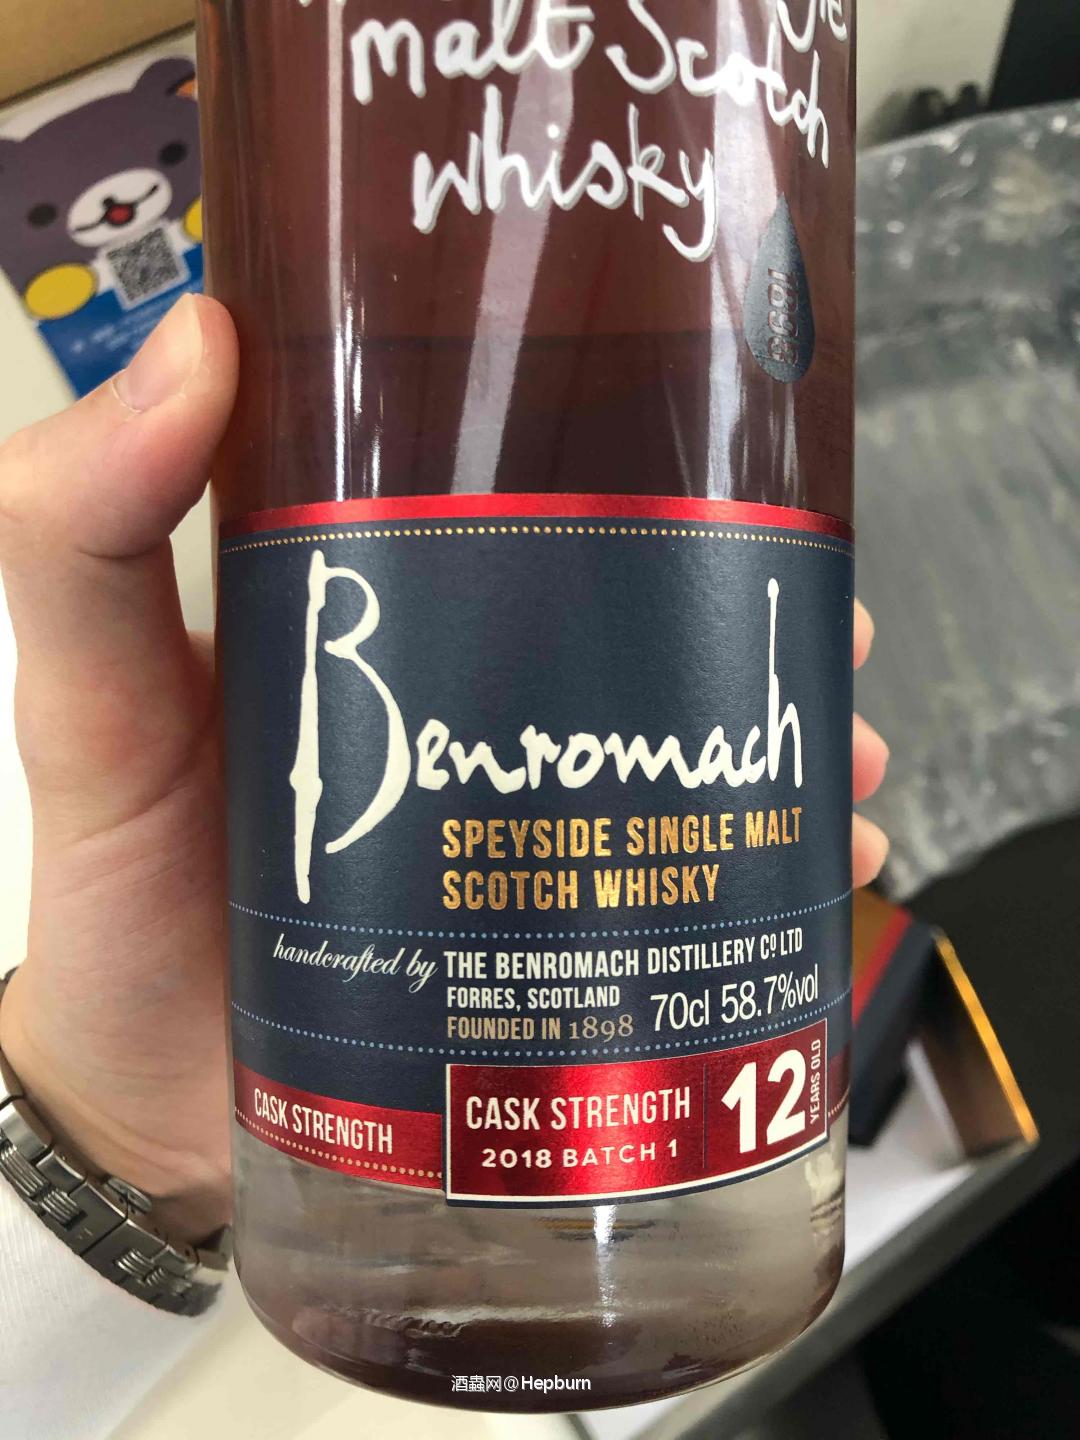 malt Scotch
whisky
1898
Benromach
SPEYSIDE SINGLE MALT
SCOTCH WHISKY
handcrafted by THE BENROMACH DISTILLERY Cº LTD
FORRES, SCOTLAND
FOUNDED IN 1898
70cl 58.7%vol
CASK STRENGTH
CASK STRENGTH
2018 BATCH 1
12
YEARS OLD
酒蟲网@Hepburn